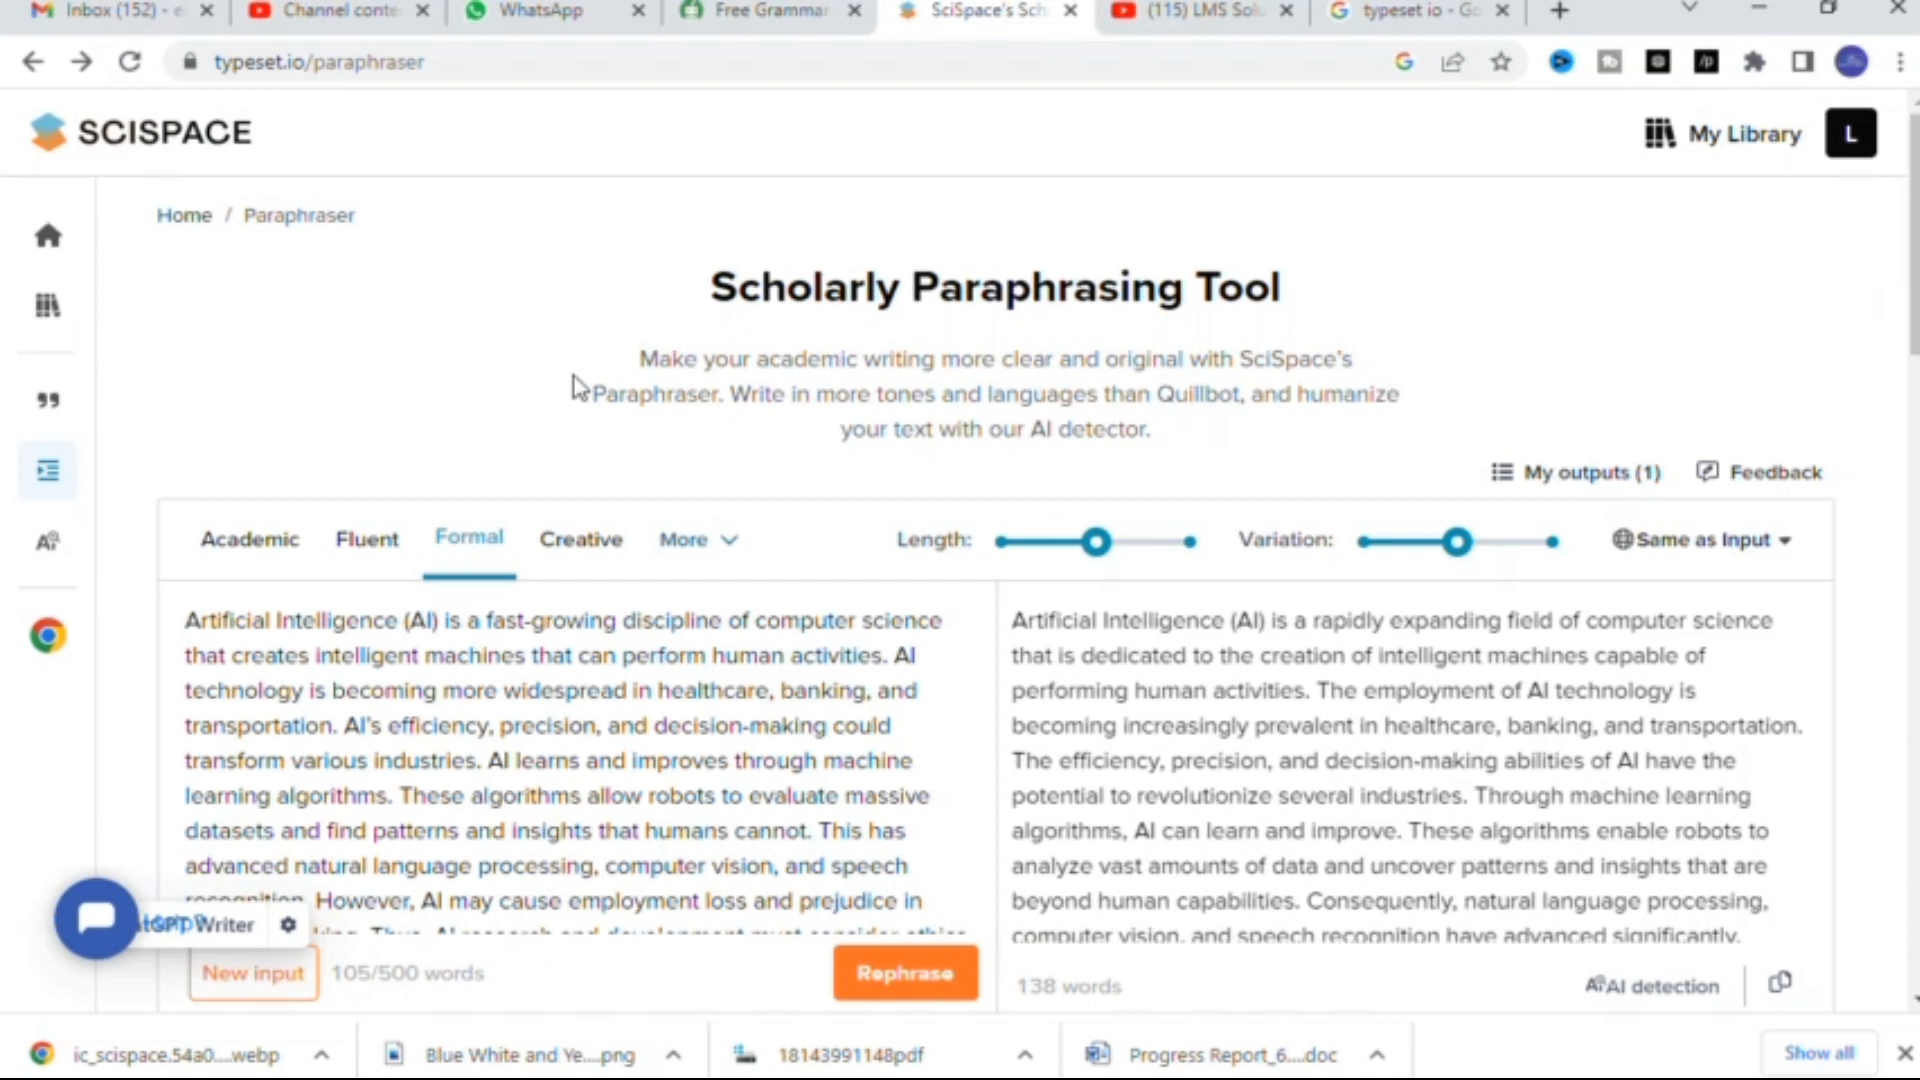 Inbox (152) - e
Channel conte
WhatsApp
Free Grammar
SciSpace's Sch
(115) LMS Solu
typeset io - Go
typeset.io/paraphraser
SCISPACE
My Library
L
Home / Paraphraser
Scholarly Paraphrasing Tool
Make your academic writing more clear and original with SciSpace's
Paraphraser. Write in more tones and languages than Quillbot, and humanize
your text with our AI detector.
My outputs (1)
Feedback
Academic
Fluent
Formal
Creative
More
Length:
Variation:
Same as Input
Artificial Intelligence (AI) is a fast-growing discipline of computer science
that creates intelligent machines that can perform human activities. AI
technology is becoming more widespread in healthcare, banking, and
transportation. AI's efficiency, precision, and decision-making could
transform various industries. AI learns and improves through machine
learning algorithms. These algorithms allow robots to evaluate massive
datasets and find patterns and insights that humans cannot. This has
advanced natural language processing, computer vision, and speech
recognition. However, AI may cause employment loss and prejudice in
king. Thus, AI research and development must consider ethics
Artificial Intelligence (AI) is a rapidly expanding field of computer science
that is dedicated to the creation of intelligent machines capable of
performing human activities. The employment of AI technology is
becoming increasingly prevalent in healthcare, banking, and transportation.
The efficiency, precision, and decision-making abilities of AI have the
potential to revolutionize several industries. Through machine learning
algorithms, AI can learn and improve. These algorithms enable robots to
analyze vast amounts of data and uncover patterns and insights that are
beyond human capabilities. Consequently, natural language processing,
computer vision, and speech recognition have advanced significantly.
tGPT Writer
New input
105/500 words
Rephrase
138 words
AI detection
ic_scispace.54a0....webp
Blue White and Ye....png
18143991148pdf
Progress Report_6....doc
Show all